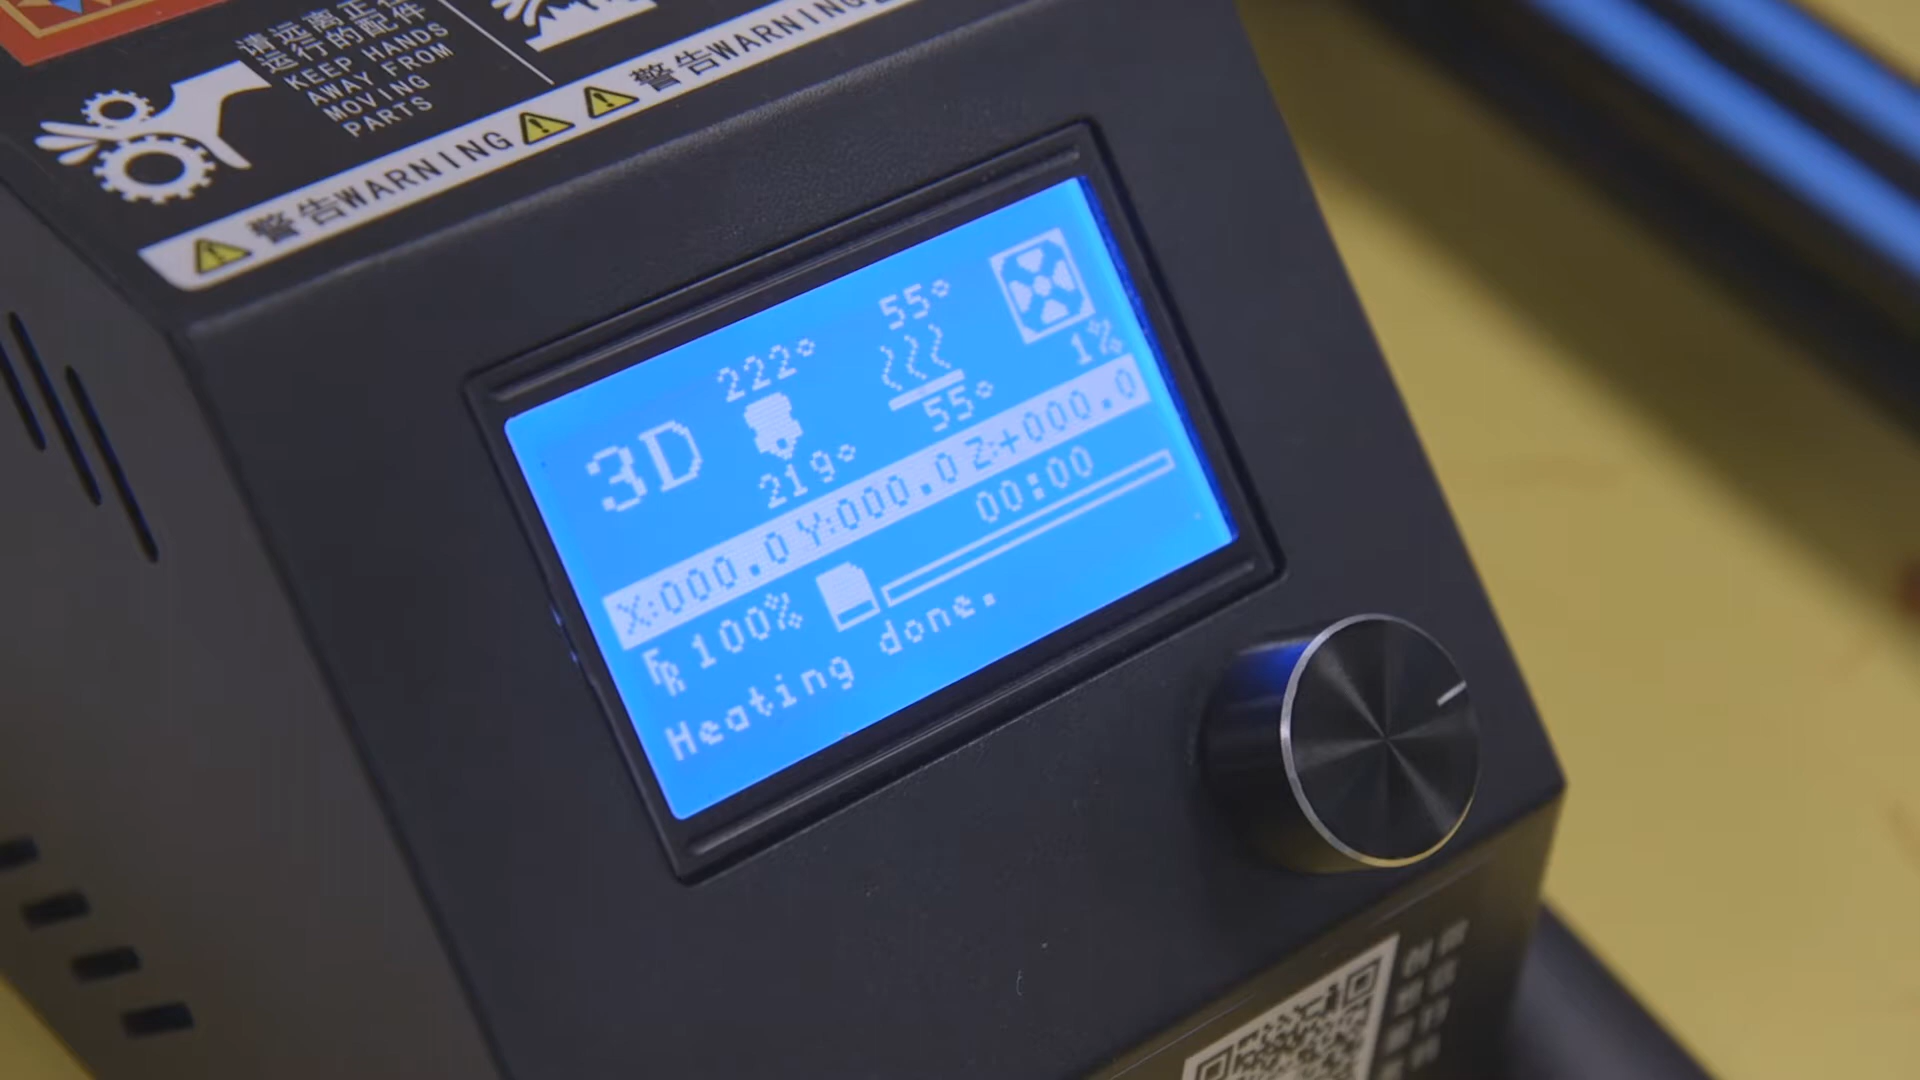 请远离正在
运行的配件
KEEP HANDS
AWAY FROM
MOVING
PARTS
警告WARNING
警告WARNING
55°
222°
1%
3D
55°
219°
X:000.0 Y:000.0 Z:+000.0
00:00
FR 100%
Heating done.